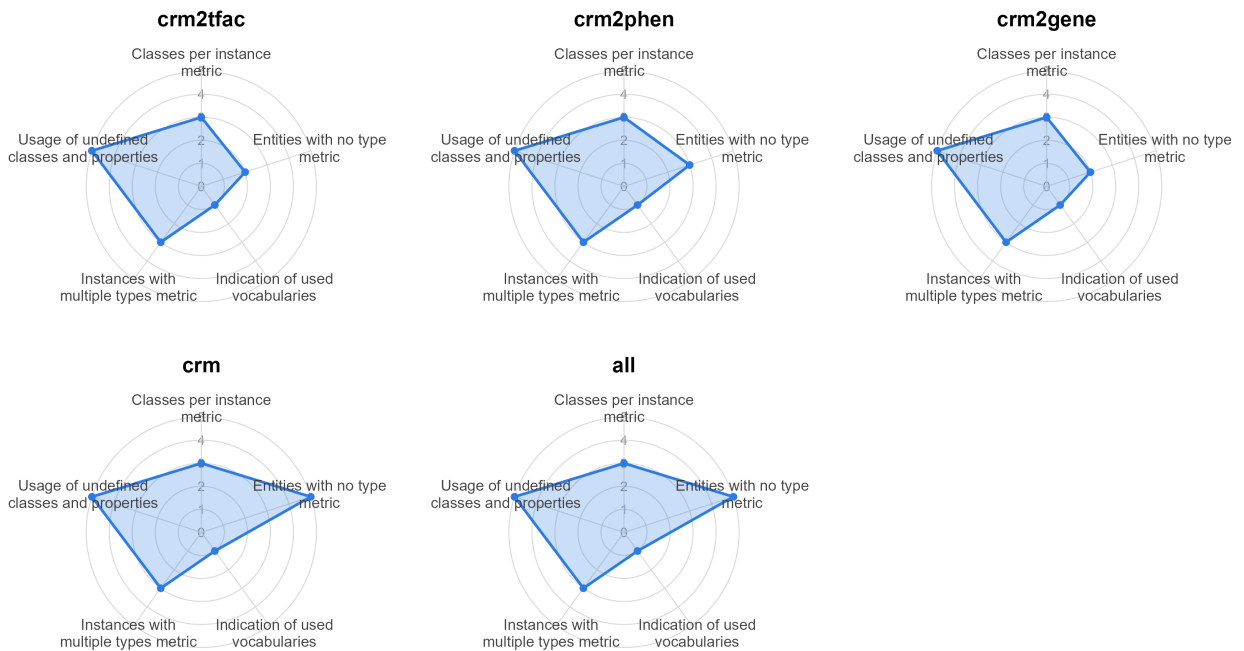 crm2tfac
Classes per instance
metric
4
2
1
0
Usage of undefined
classes and properties
Entities with no type
metric
Instances with
multiple types metric
Indication of used
vocabularies
crm2phen
Classes per instance
metric
4
2
1
0
Usage of undefined
classes and properties
Entities with no type
metric
Instances with
multiple types metric
Indication of used
vocabularies
crm2gene
Classes per instance
metric
4
2
1
0
Usage of undefined
classes and properties
Entities with no type
metric
Instances with
multiple types metric
Indication of used
vocabularies
crm
Classes per instance
metric
4
2
1
0
Usage of undefined
classes and properties
Entities with no type
metric
Instances with
multiple types metric
Indication of used
vocabularies
all
Classes per instance
metric
4
2
1
0
Usage of undefined
classes and properties
Entities with no type
metric
Instances with
multiple types metric
Indication of used
vocabularies